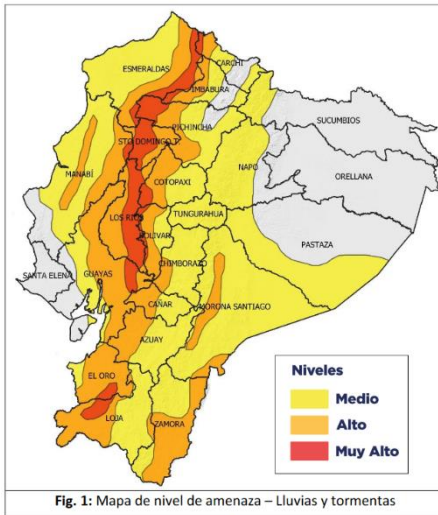 ESMERALDAS
CARCHI
IMBABURA
SUCUMBIOS
PICHINCHA
STO DOMINGO T.
NAPO
ORELLANA
MANABÍ
COTOPAXI
TUNGURAHUA
LOS RIOS
BOLIVAR
PASTAZA
CHIMBORAZO
SANTA ELENA
GUAYAS
CAÑAR
MORONA SANTIAGO
AZUAY
EL ORO
LOJA
ZAMORA
Niveles
Medio
Alto
Muy Alto
Fig. 1: Mapa de nivel de amenaza – Lluvias y tormentas